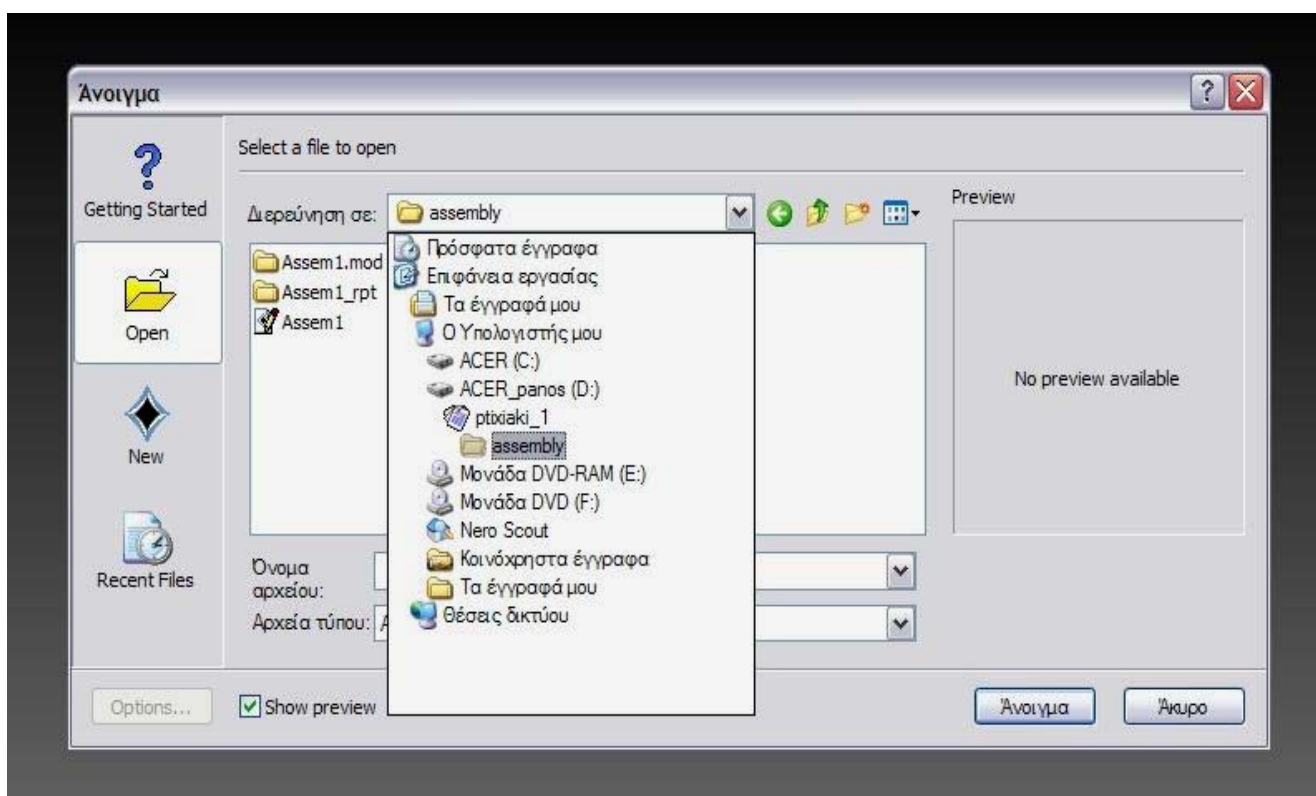 Άνοιγμα
Select a file to open
Getting Started
Διερεύνηση σε: assembly
Preview
Assem1.mod
Assem1_rpt
Assem1
Πρόσφατα έγγραφα
Επιφάνεια εργασίας
Τα έγγραφά μου
Ο Υπολογιστής μου
ACER (C:)
ACER_panos (D:)
ptixiaki_1
assembly
Μονάδα DVD-RAM (E:)
Μονάδα DVD (F:)
Nero Scout
Κοινόχρηστα έγγραφα
Τα έγγραφά μου
Θέσεις δικτύου
Open
New
Recent Files
No preview available
Όνομα
αρχείου:
Αρχεία τύπου:
Options...
Show preview
Άνοιγμα
Άκυρο